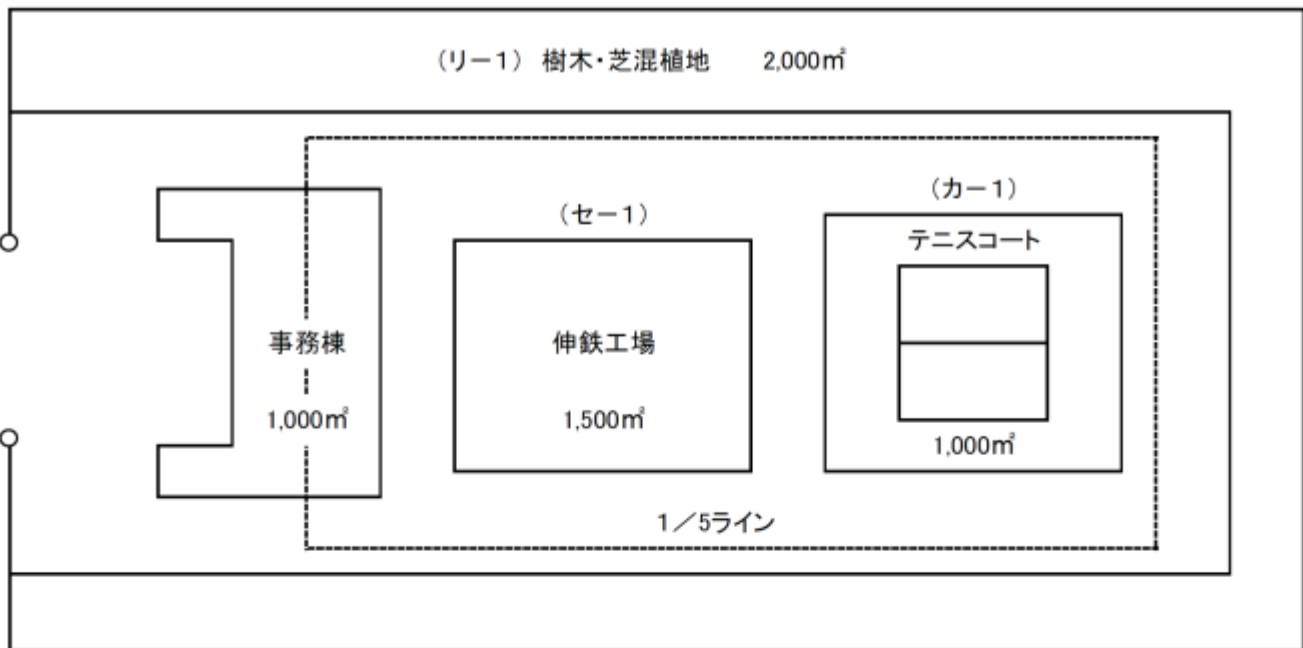 (リー1) 樹木・芝混植地 2,000㎡
(カー1)
(セー1)
テニスコート
事務棟
伸鉄工場
1,000㎡
1,500㎡
1,000㎡
1/5ライン